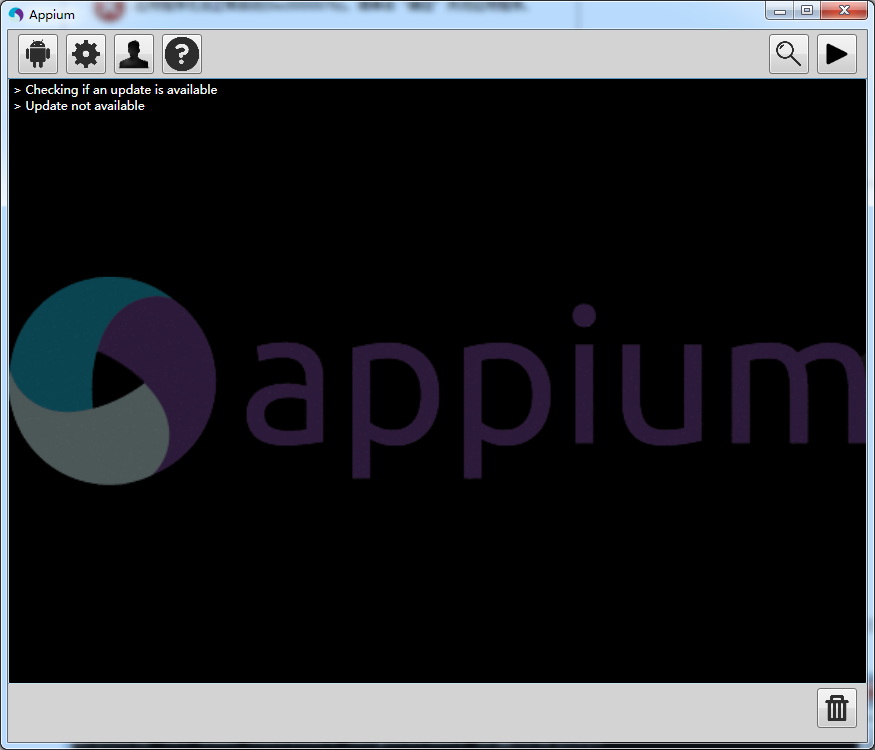 Appium
> Checking if an update is available
> Update not available
appium